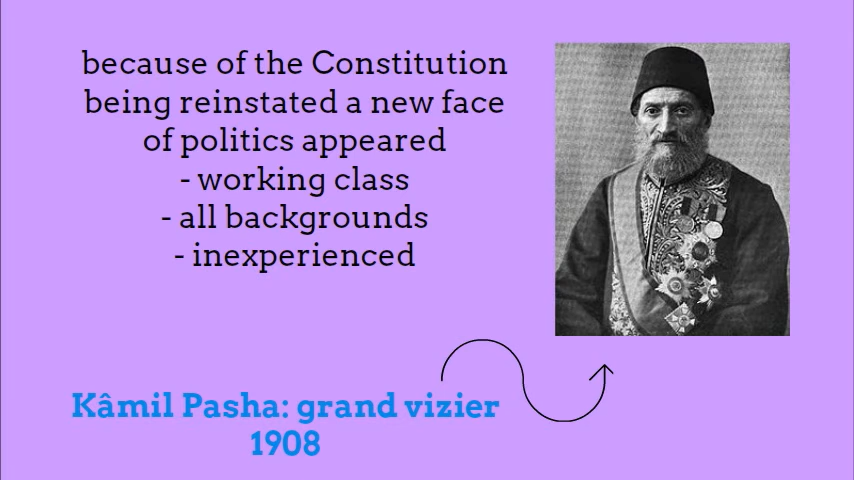 because of the Constitution
being reinstated a new face
of politics appeared
- working class
- all backgrounds
- inexperienced
Kâmil Pasha: grand vizier
1908